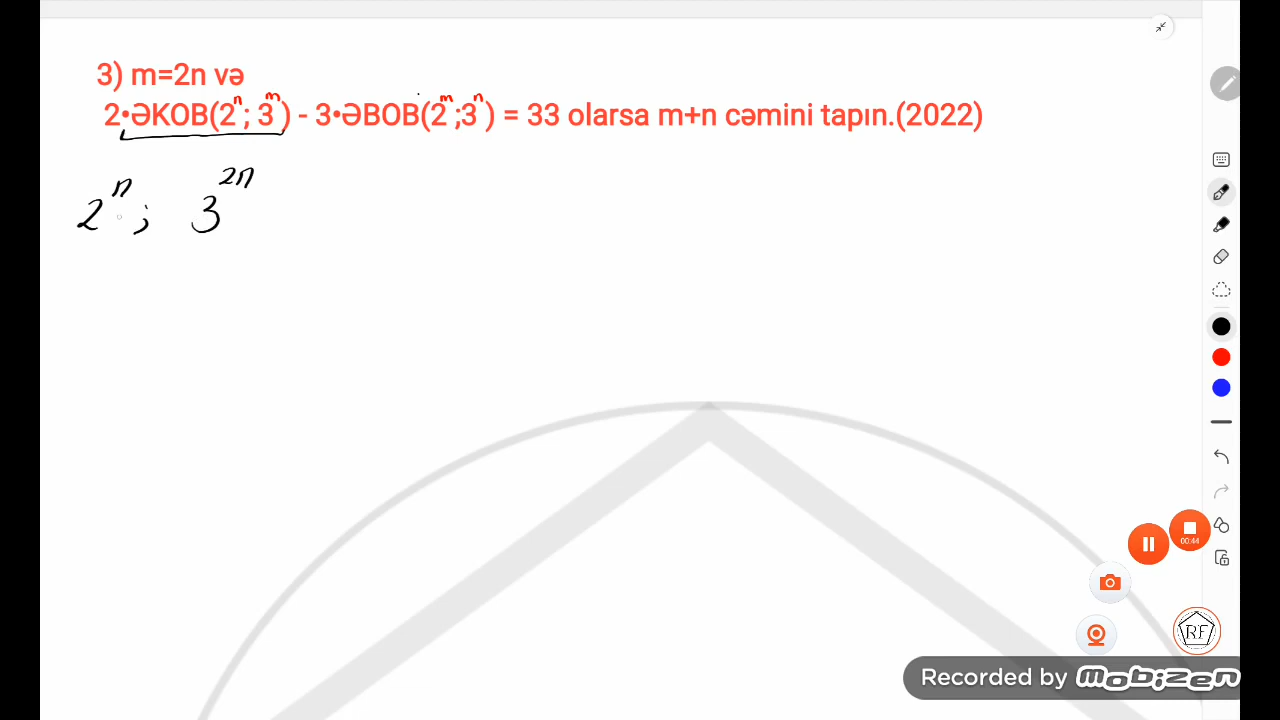 3) m=2n və
2•ƏKOB(2ⁿ; 3ᵐ) - 3•ƏBOB(2ᵐ;3ⁿ) = 33 olarsa m+n cəmini tapın.(2022)
2ⁿ; 3²ⁿ
00:44
RF
Recorded by mobizen